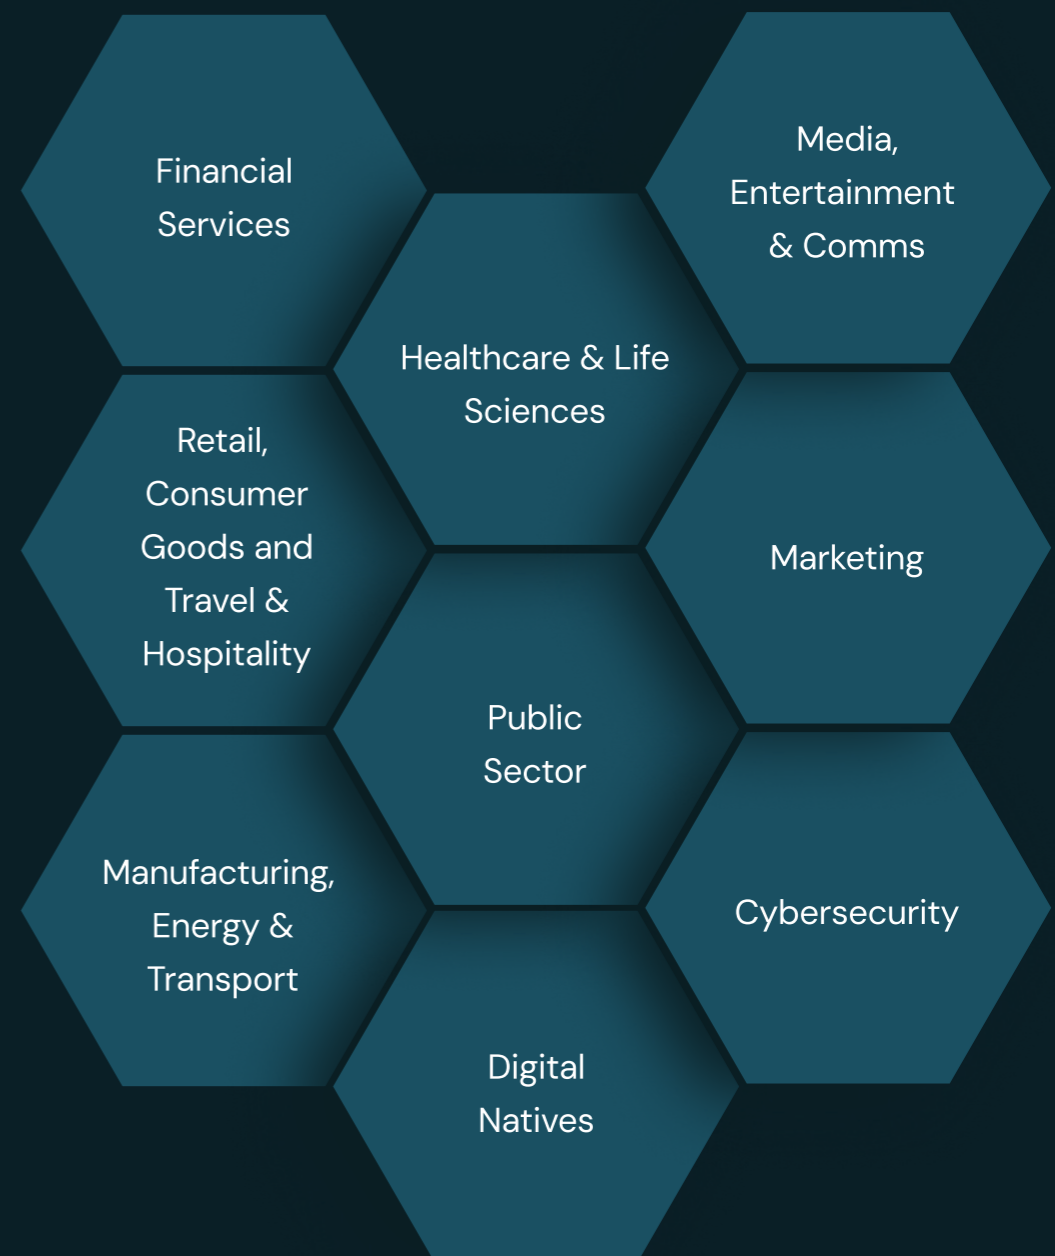 Financial
Services
Media,
Entertainment
& Comms
Healthcare & Life
Sciences
Retail,
Consumer
Goods and
Travel &
Hospitality
Marketing
Public
Sector
Manufacturing,
Energy &
Transport
Cybersecurity
Digital
Natives